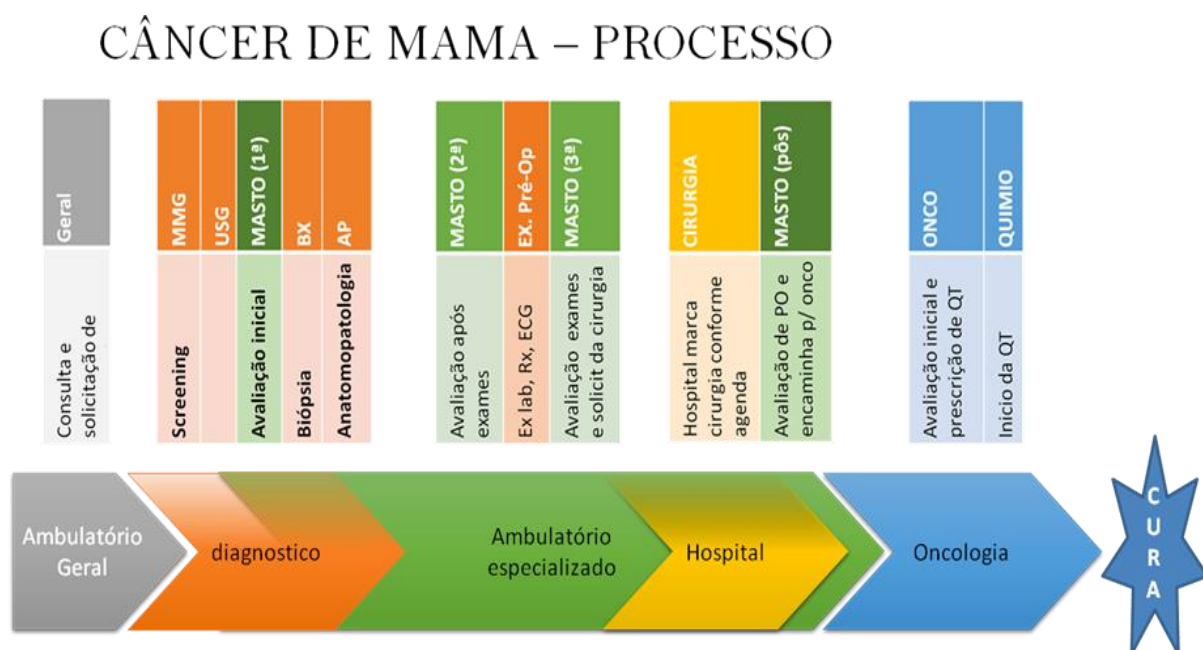 CÂNCER DE MAMA – PROCESSO
Geral
Consulta e
solicitação de
MMG
Screening
USG
MASTO (1ª)
Avaliação inicial
BX
Biópsia
AP
Anatomopatologia
MASTO (2ª)
Avaliação após
exames
EX. Pré-Op
Ex lab, Rx, ECG
MASTO (3ª)
Avaliação exames
e solicit da cirurgia
CIRURGIA
Hospital marca
cirurgia conforme
agenda
MASTO (pôs)
Avaliação de PO e
encaminha p/ onco
ONCO
Avaliação inicial e
prescrição de QT
QUIMIO
Inicio da QT
Ambulatório
Geral
diagnostico
Ambulatório
especializado
Hospital
Oncologia
CURA